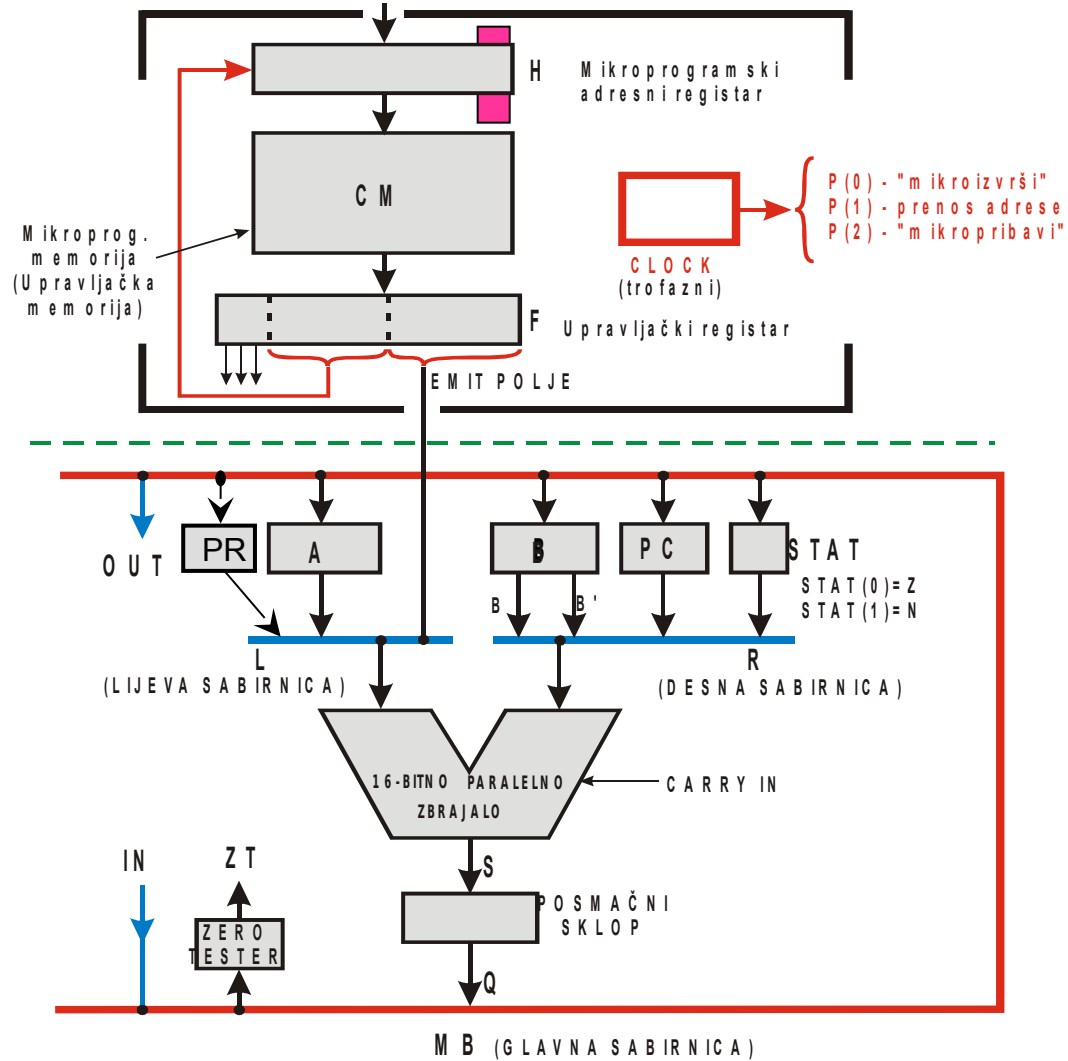 H
Mikroprogramski
adresni registar
CM
P(0) - "mikroizvrši"
P(1) - prenos adrese
P(2) - "mikropribavi"
CLOCK
(trofazni)
Mikroprog.
memorija
(Upravljačka
memorija)
F
Upravljački registar
EMIT POLJE
OUT
PR
A
B
PC
STAT
STAT(0)=Z
STAT(1)=N
B
B'
L
(LIJEVA SABIRNICA)
R
(DESNA SABIRNICA)
16-BITNO PARALELNO
ZBRAJALO
CARRY IN
S
POSMAČNI
SKLOP
Q
IN
ZT
ZERO
TESTER
MB (GLAVNA SABIRNICA)